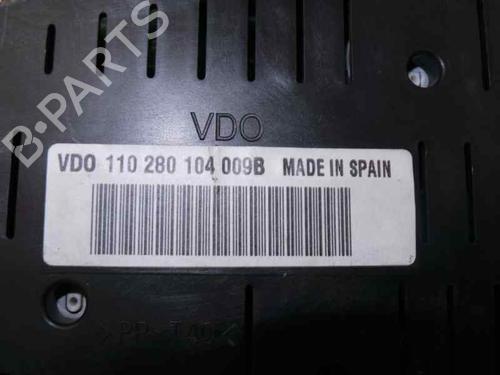 B-PARTS
VDO
VDO 110 280 104 009B MADE IN SPAIN
>PP-T40<